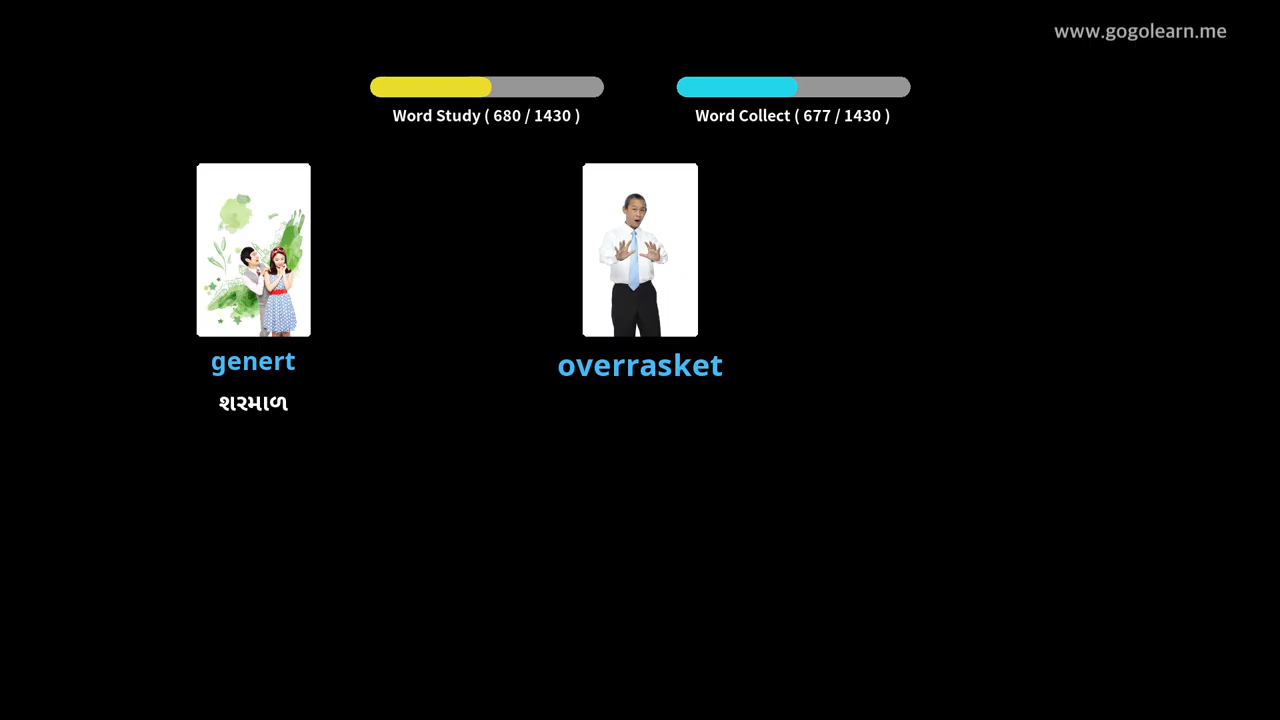 www.gogolearn.me
Word Study ( 680 / 1430 )
Word Collect ( 677 / 1430 )
genert
overrasket
શરમાળ